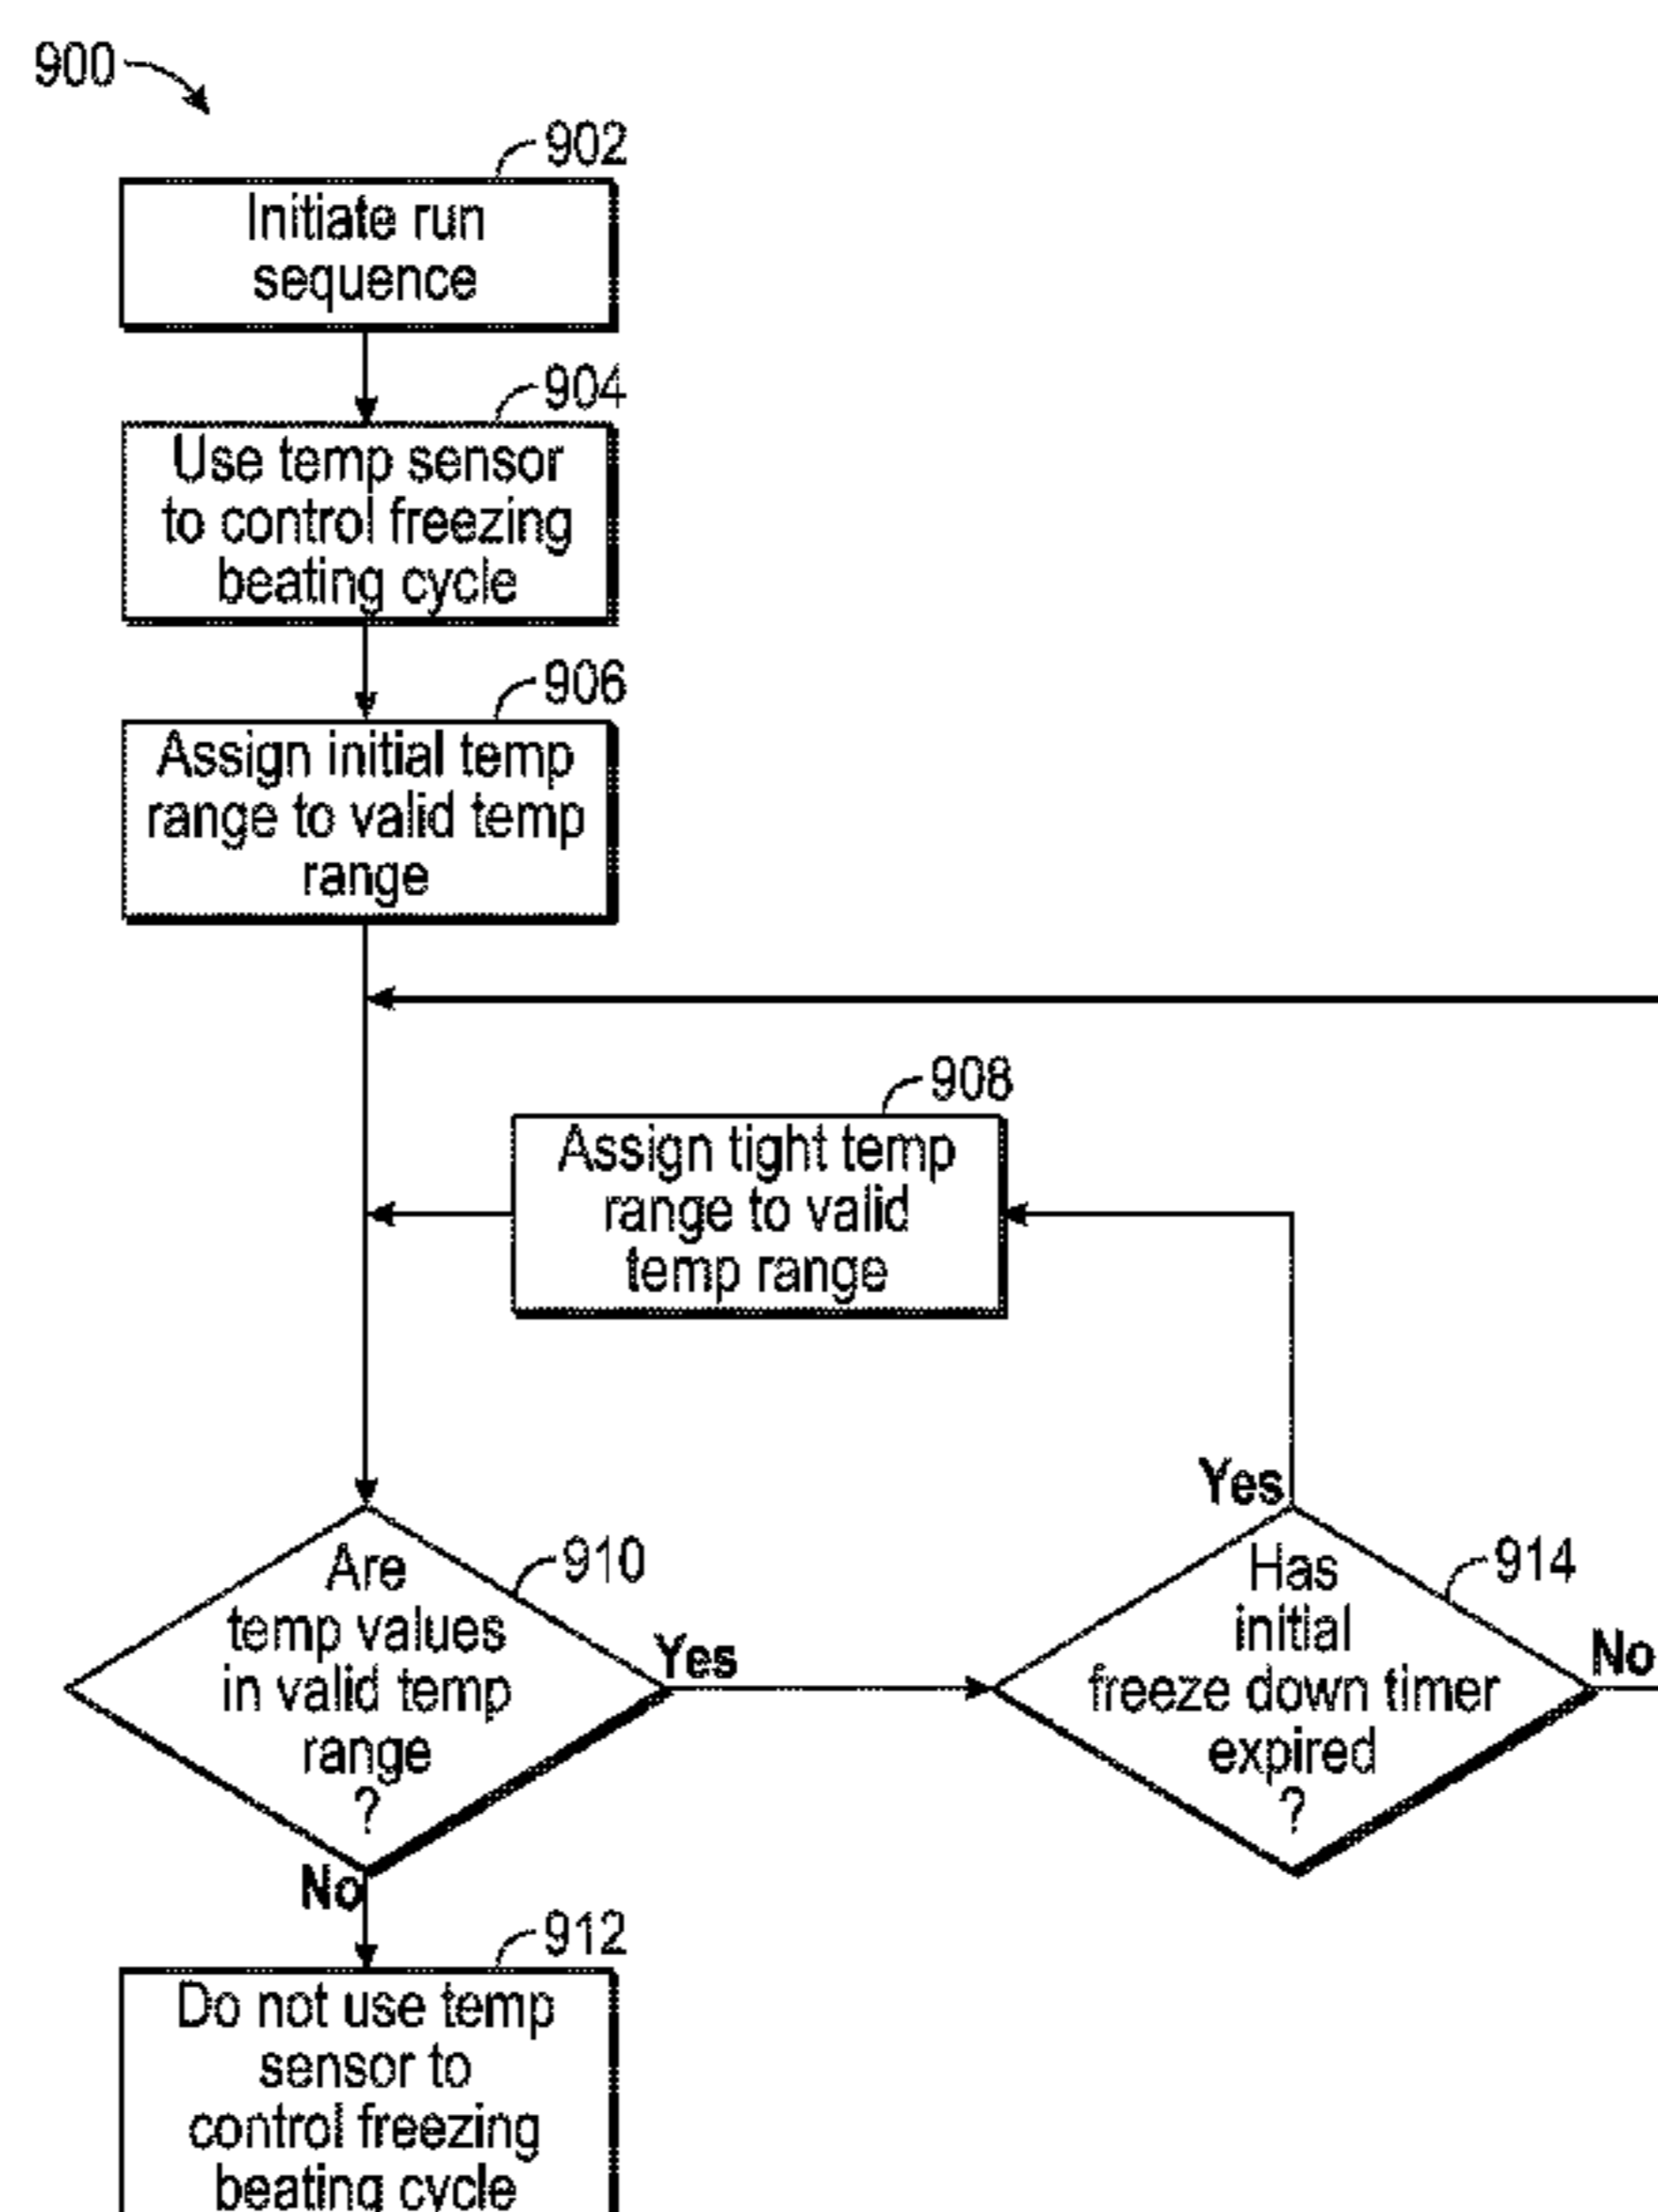 900
902
Initiate run
sequence
904
Use temp sensor
to control freezing
beating cycle
906
Assign initial temp
range to valid temp
range
908
Assign tight temp
range to valid
temp range
910
Are
temp values
in valid temp
range
?
Yes
No
914
Has
initial
freeze down timer
expired
?
Yes
No
912
Do not use temp
sensor to
control freezing
beating cycle